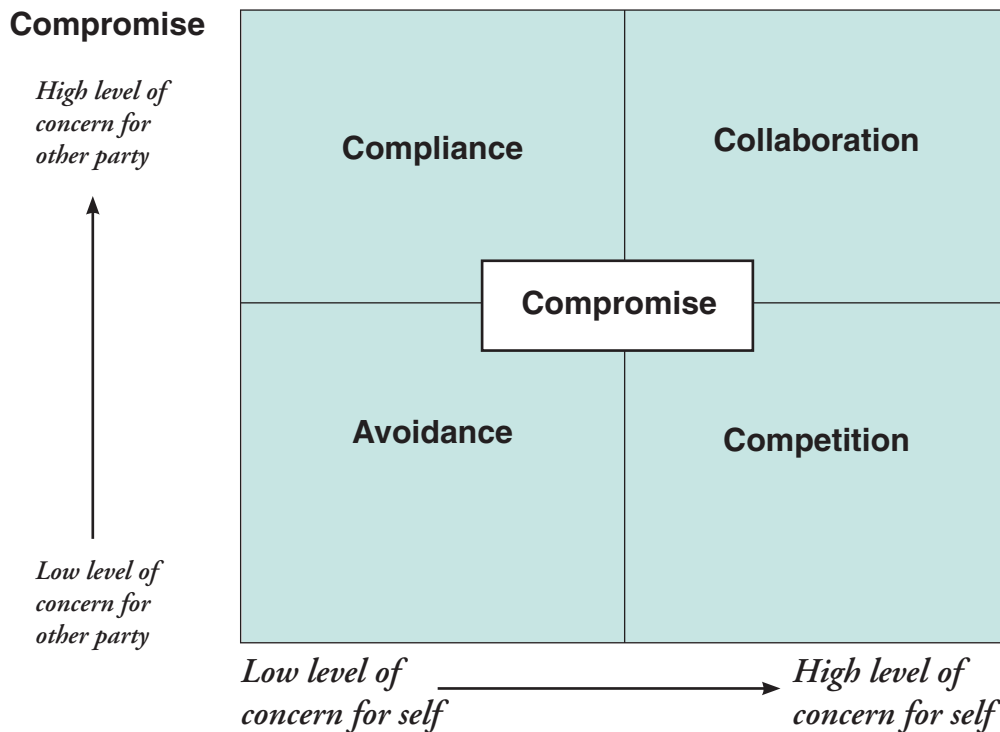 Compromise
High level of
concern for
other party
Compliance
Collaboration
Compromise
Avoidance
Competition
Low level of
concern for
other party
Low level of
concern for self
High level of
concern for self